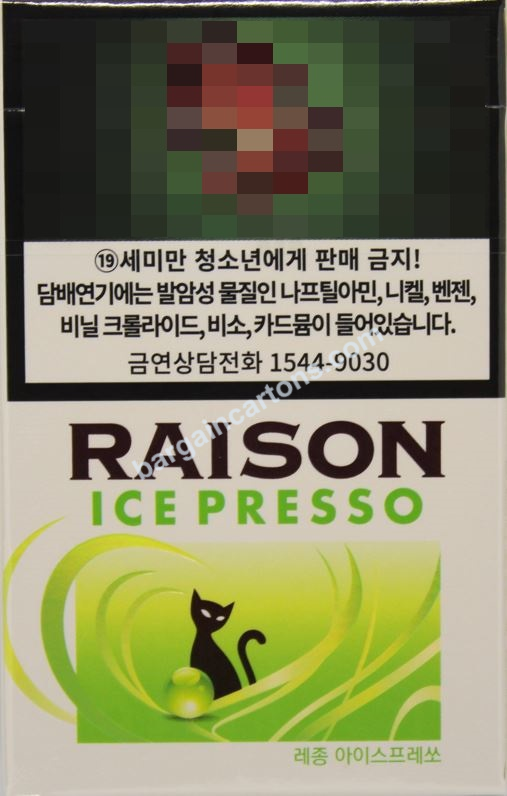 ⑲세미만 청소년에게 판매 금지!
담배연기에는 발암성 물질인 나프틸아민, 니켈, 벤젠,
비닐 크롤라이드, 비소, 카드뮴이 들어있습니다.
금연상담전화 1544-9030
bargaincartons.com
RAISON
ICE PRESSO
레종 아이스프레쏘